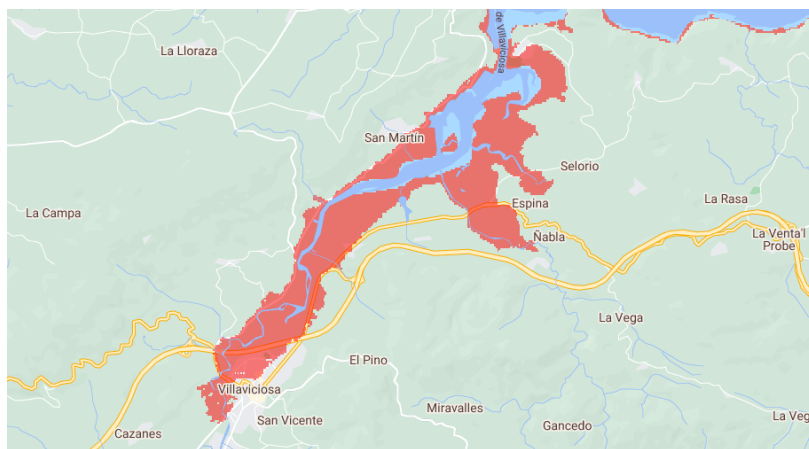 de Villaviciosa
La Lloraza
San Martín
Selorio
La Rasa
Espina
La Campa
Ñabla
La Venta'l
Probe
La Vega
El Pino
Villaviciosa
Miravalles
San Vicente
Gancedo
La Veg
Cazanes